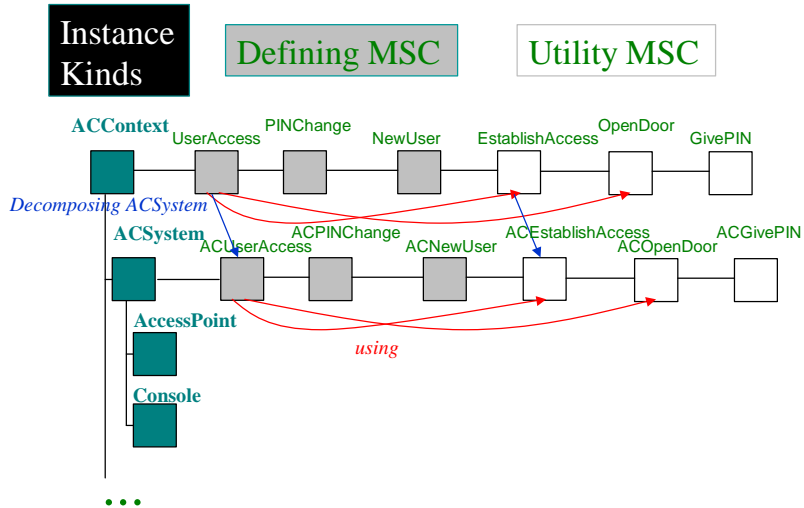 Instance
Kinds
Defining MSC
Utility MSC
ACContext
UserAccess
PINChange
NewUser
EstablishAccess
OpenDoor
GivePIN
Decomposing ACSystem
ACSystem
ACUserAccess
ACPINChange
ACNewUser
ACEstablishAccess
ACOpenDoor
ACGivePIN
AccessPoint
using
Console
...